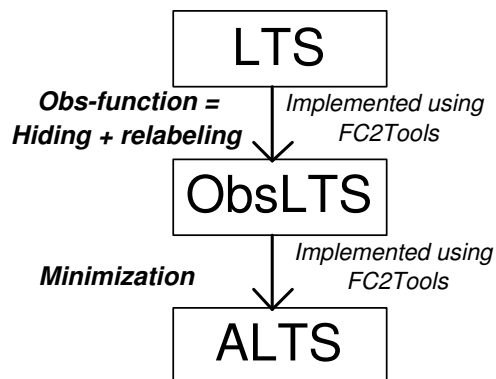 LTS
Obs-function =
Hiding + relabeling
Implemented using
FC2Tools
ObsLTS
Minimization
Implemented using
FC2Tools
ALTS